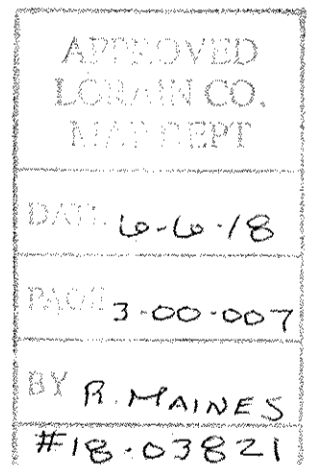 APPROVED
LORAIN CO.
MAP DEPT
DATE 6-6-18
PAGE 3-00-007
BY R. MAINES
#18-03821